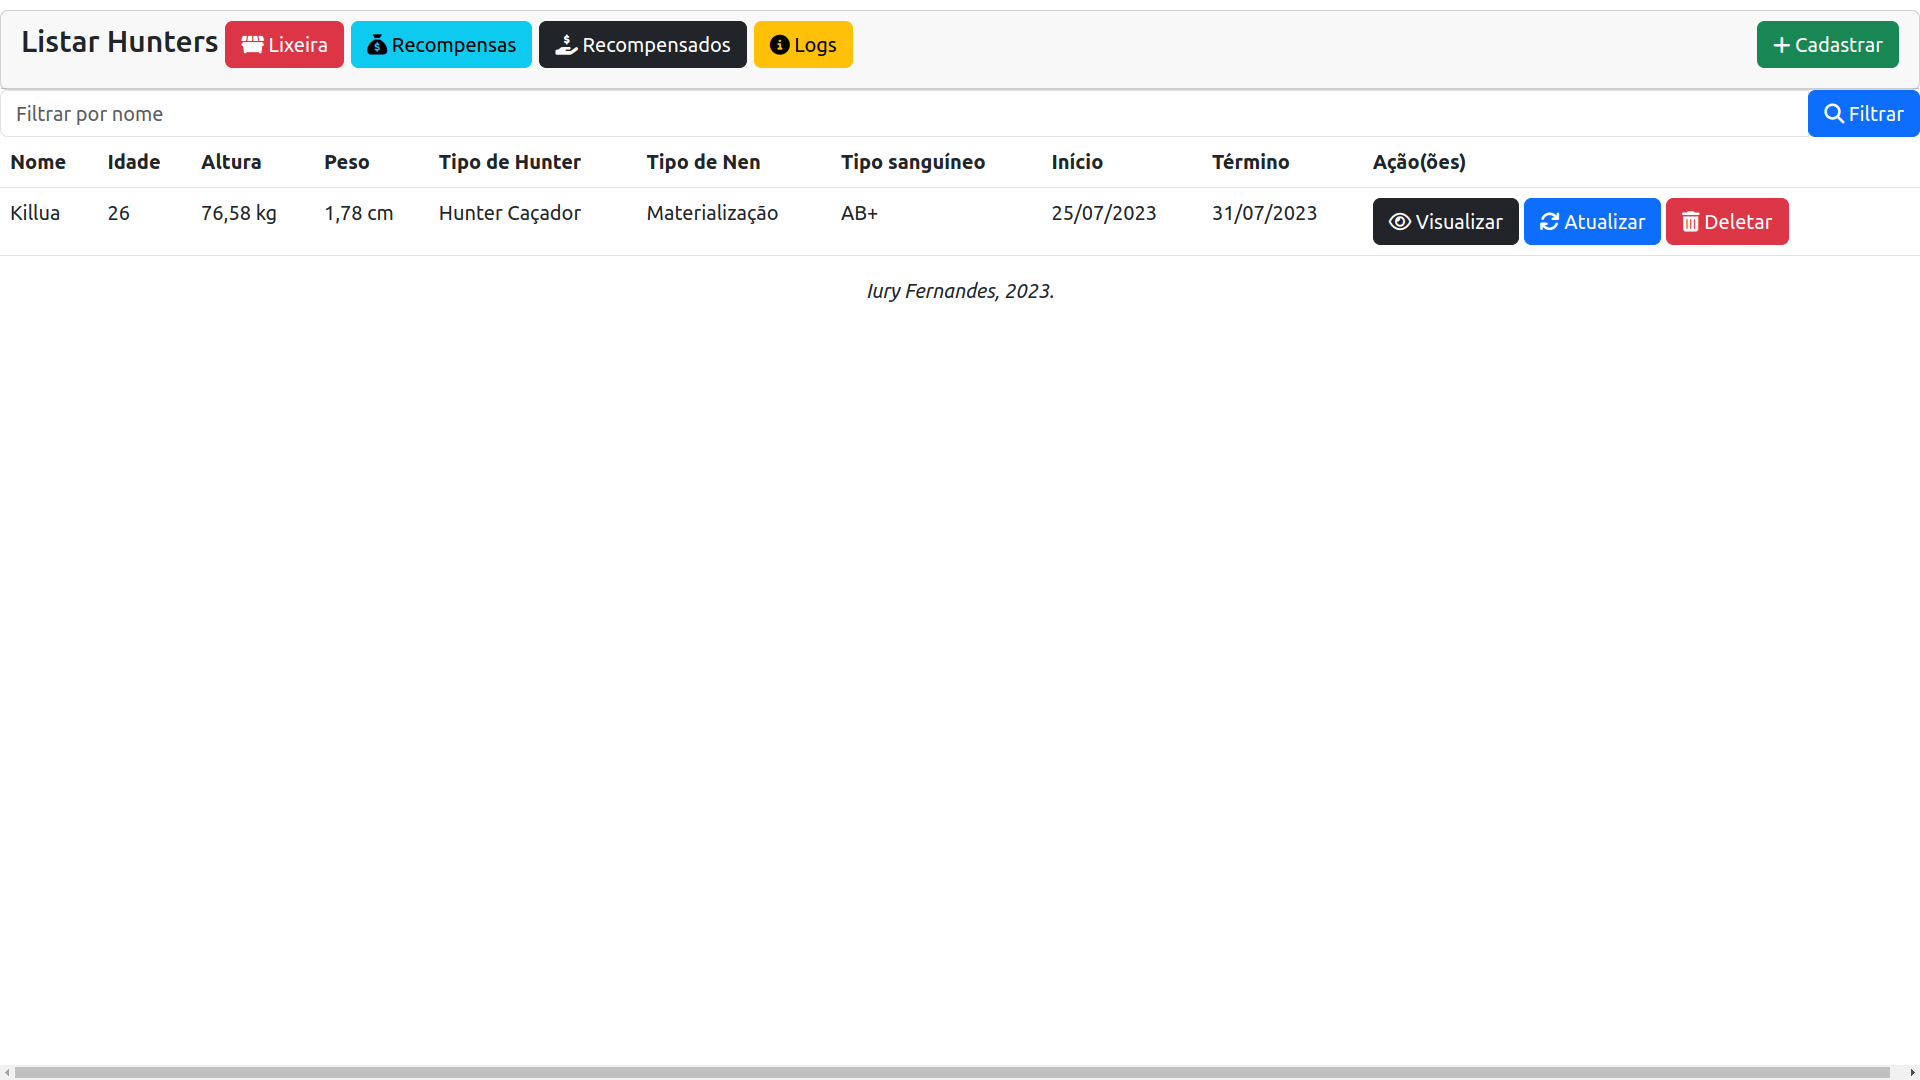 Listar Hunters Lixeira Recompensas Recompensados Logs Cadastrar
Filtrar por nome Filtrar
Nome Idade Altura Peso Tipo de Hunter Tipo de Nen Tipo sanguíneo Início Término Ação(ões)
Killua 26 76,58 kg 1,78 cm Hunter Caçador Materialização AB+ 25/07/2023 31/07/2023 Visualizar Atualizar Deletar
Iury Fernandes, 2023.